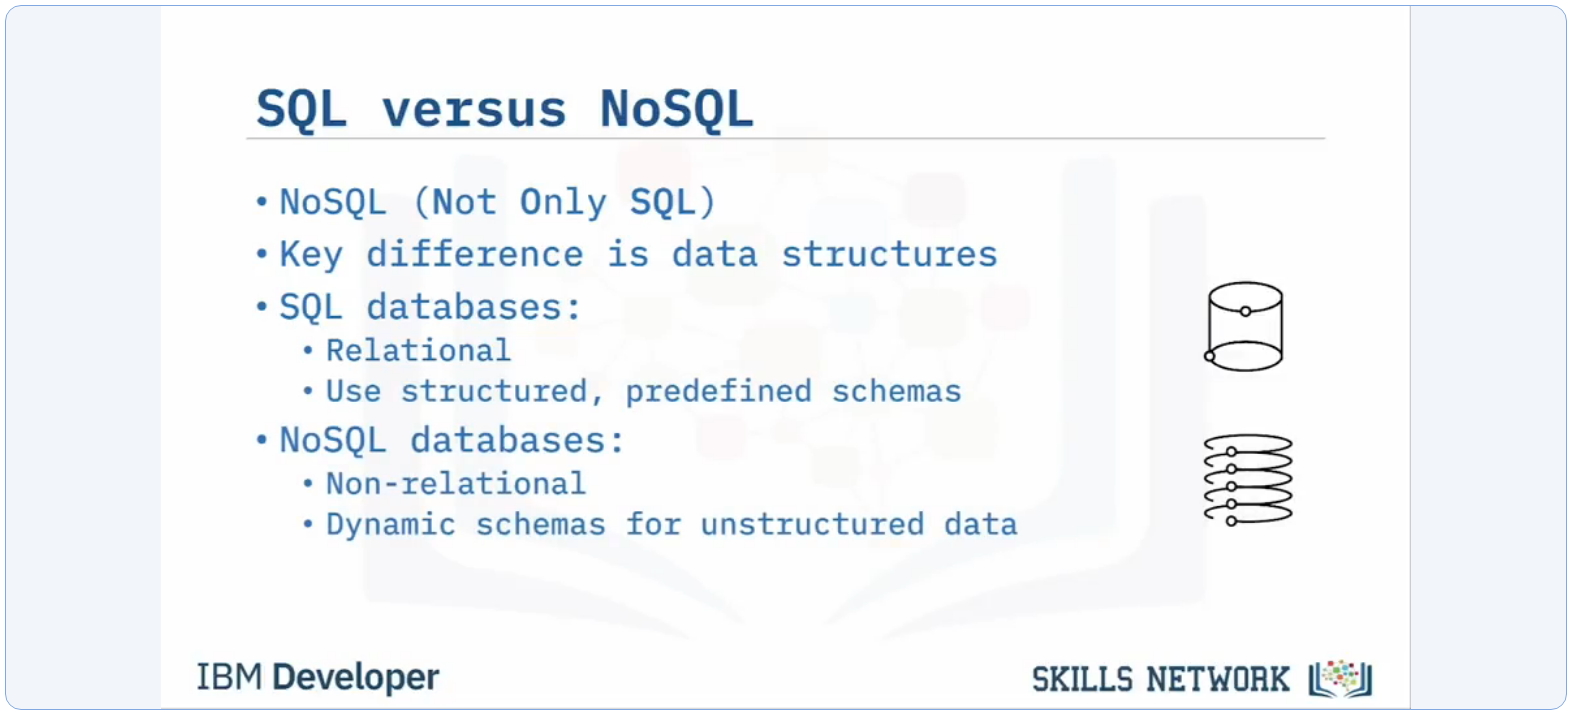 SQL versus NoSQL
• NoSQL (Not Only SQL)
• Key difference is data structures
• SQL databases:
• Relational
• Use structured, predefined schemas
• NoSQL databases:
• Non-relational
• Dynamic schemas for unstructured data
IBM Developer
SKILLS NETWORK